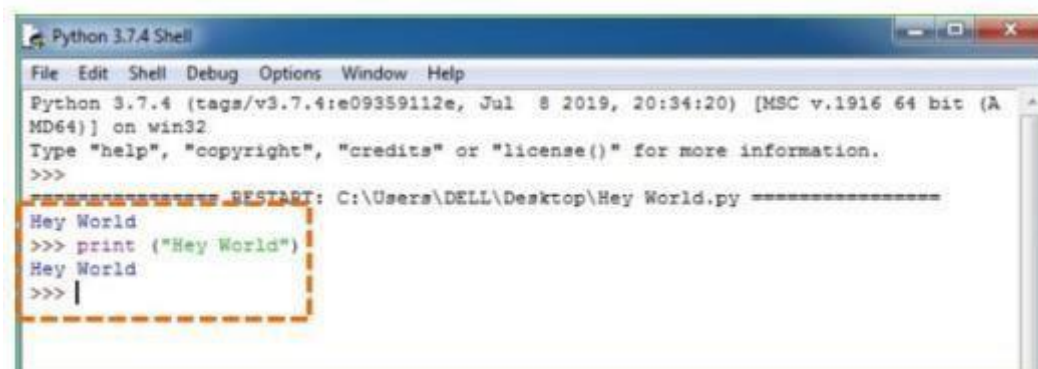 Python 3.7.4 Shell
File Edit Shell Debug Options Window Help
Python 3.7.4 (tags/v3.7.4:e09359112e, Jul 8 2019, 20:34:20) [MSC v.1916 64 bit (A
MD64)] on win32
Type "help", "copyright", "credits" or "license()" for more information.
>>>
================ RESTART: C:\Users\DELL\Desktop\Hey World.py ================
Hey World
>>> print ("Hey World")
Hey World
>>>